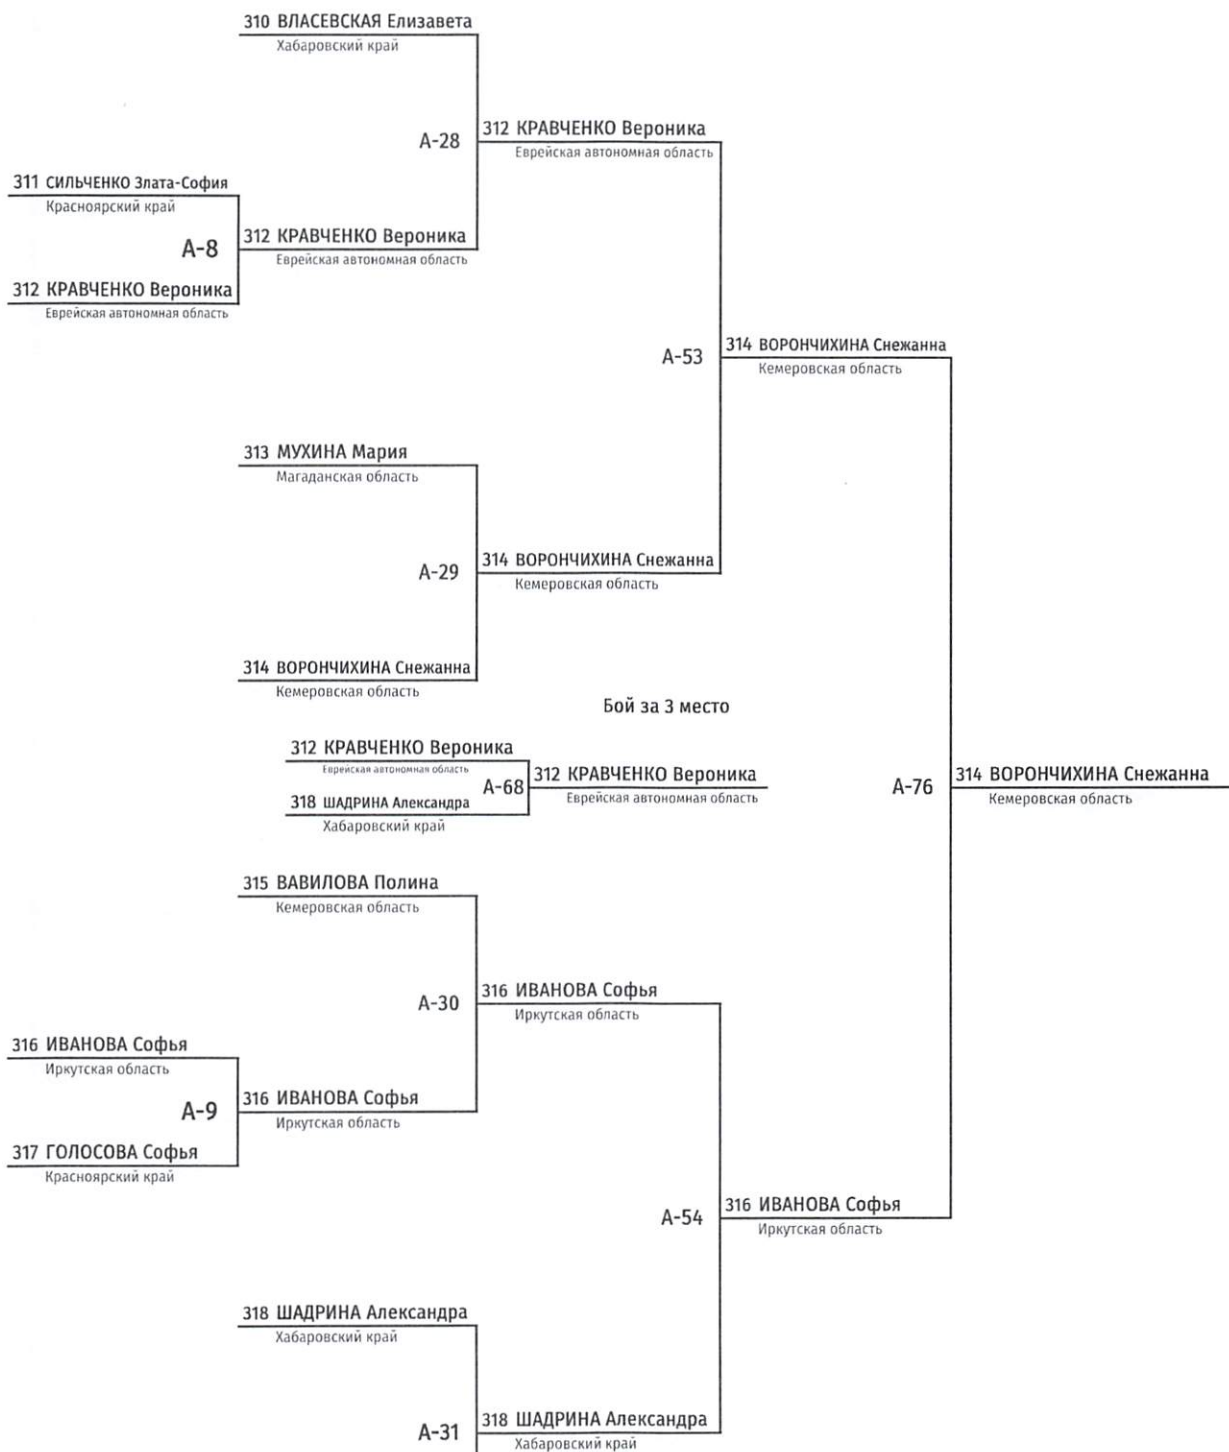 310 ВЛАСЕВСКАЯ Елизавета
Хабаровский край
А-28
312 КРАВЧЕНКО Вероника
Еврейская автономная область
311 СИЛЬЧЕНКО Злата-София
Красноярский край
А-8
312 КРАВЧЕНКО Вероника
Еврейская автономная область
312 КРАВЧЕНКО Вероника
Еврейская автономная область
А-53
314 ВОРОНЧИХИНА Снежанна
Кемеровская область
313 МУХИНА Мария
Магаданская область
А-29
314 ВОРОНЧИХИНА Снежанна
Кемеровская область
314 ВОРОНЧИХИНА Снежанна
Кемеровская область
Бой за 3 место
312 КРАВЧЕНКО Вероника
Еврейская автономная область
А-68
312 КРАВЧЕНКО Вероника
Еврейская автономная область
318 ШАДРИНА Александра
Хабаровский край
А-76
314 ВОРОНЧИХИНА Снежанна
Кемеровская область
315 ВАВИЛОВА Полина
Кемеровская область
А-30
316 ИВАНОВА Софья
Иркутская область
316 ИВАНОВА Софья
Иркутская область
А-9
316 ИВАНОВА Софья
Иркутская область
317 ГОЛОСОВА Софья
Красноярский край
А-54
316 ИВАНОВА Софья
Иркутская область
318 ШАДРИНА Александра
Хабаровский край
А-31
318 ШАДРИНА Александра
Хабаровский край